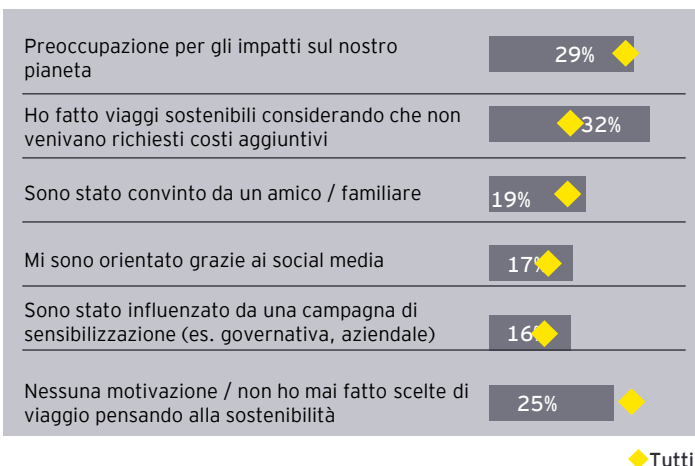 Preoccupazione per gli impatti sul nostro
pianeta
29%
Ho fatto viaggi sostenibili considerando che non
venivano richiesti costi aggiuntivi
32%
Sono stato convinto da un amico / familiare
19%
Mi sono orientato grazie ai social media
17%
Sono stato influenzato da una campagna di
sensibilizzazione (es. governativa, aziendale)
16%
Nessuna motivazione / non ho mai fatto scelte di
viaggio pensando alla sostenibilità
25%
Tutti